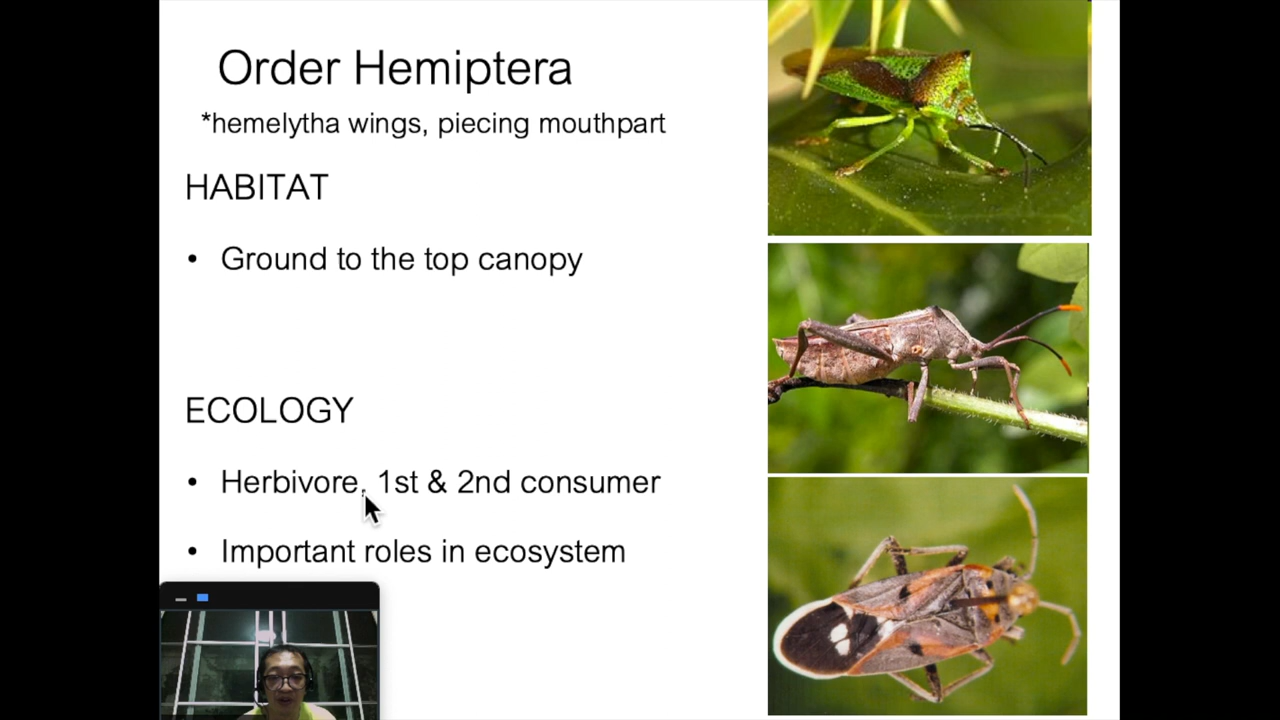 Order Hemiptera
*hemelytha wings, piecing mouthpart
HABITAT
• Ground to the top canopy
ECOLOGY
• Herbivore, 1st & 2nd consumer
• Important roles in ecosystem